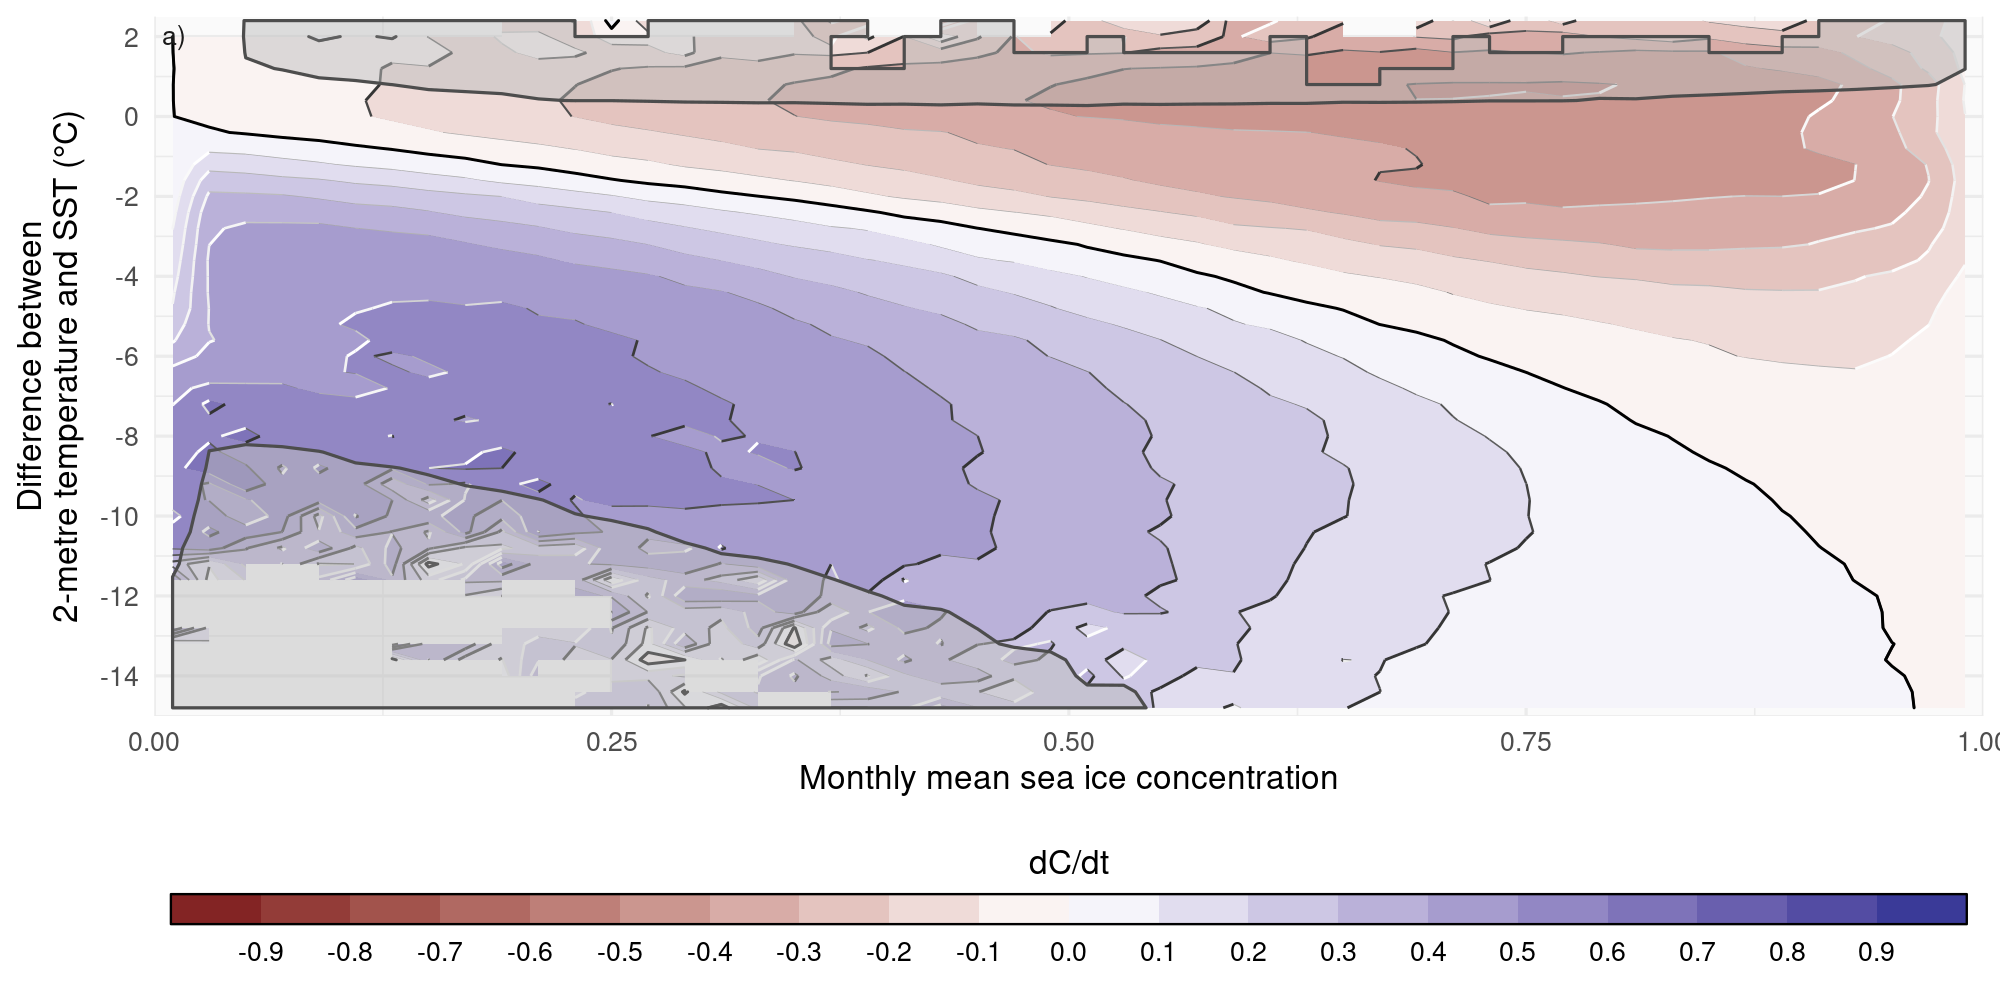 a)
2
0
-2
-4
-6
-8
-10
-12
-14
Difference between
2-metre temperature and SST (°C)
0.00 0.25 0.50 0.75 1.00
Monthly mean sea ice concentration
dC/dt
-0.9 -0.8 -0.7 -0.6 -0.5 -0.4 -0.3 -0.2 -0.1 0.0 0.1 0.2 0.3 0.4 0.5 0.6 0.7 0.8 0.9